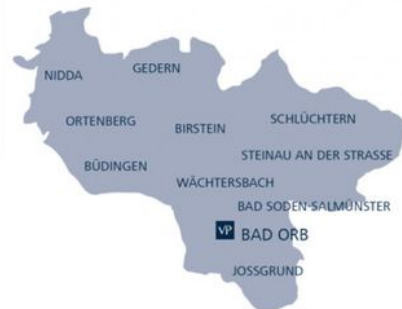 GEDERN
NIDDA
ORTENBERG
BIRSTEIN
SCHLÜCHTERN
BÜDINGEN
STEINAU AN DER STRASSE
WÄCHTERSBACH
BAD SODEN-SALMÜNSTER
VP BAD ORB
JOSSGRUND